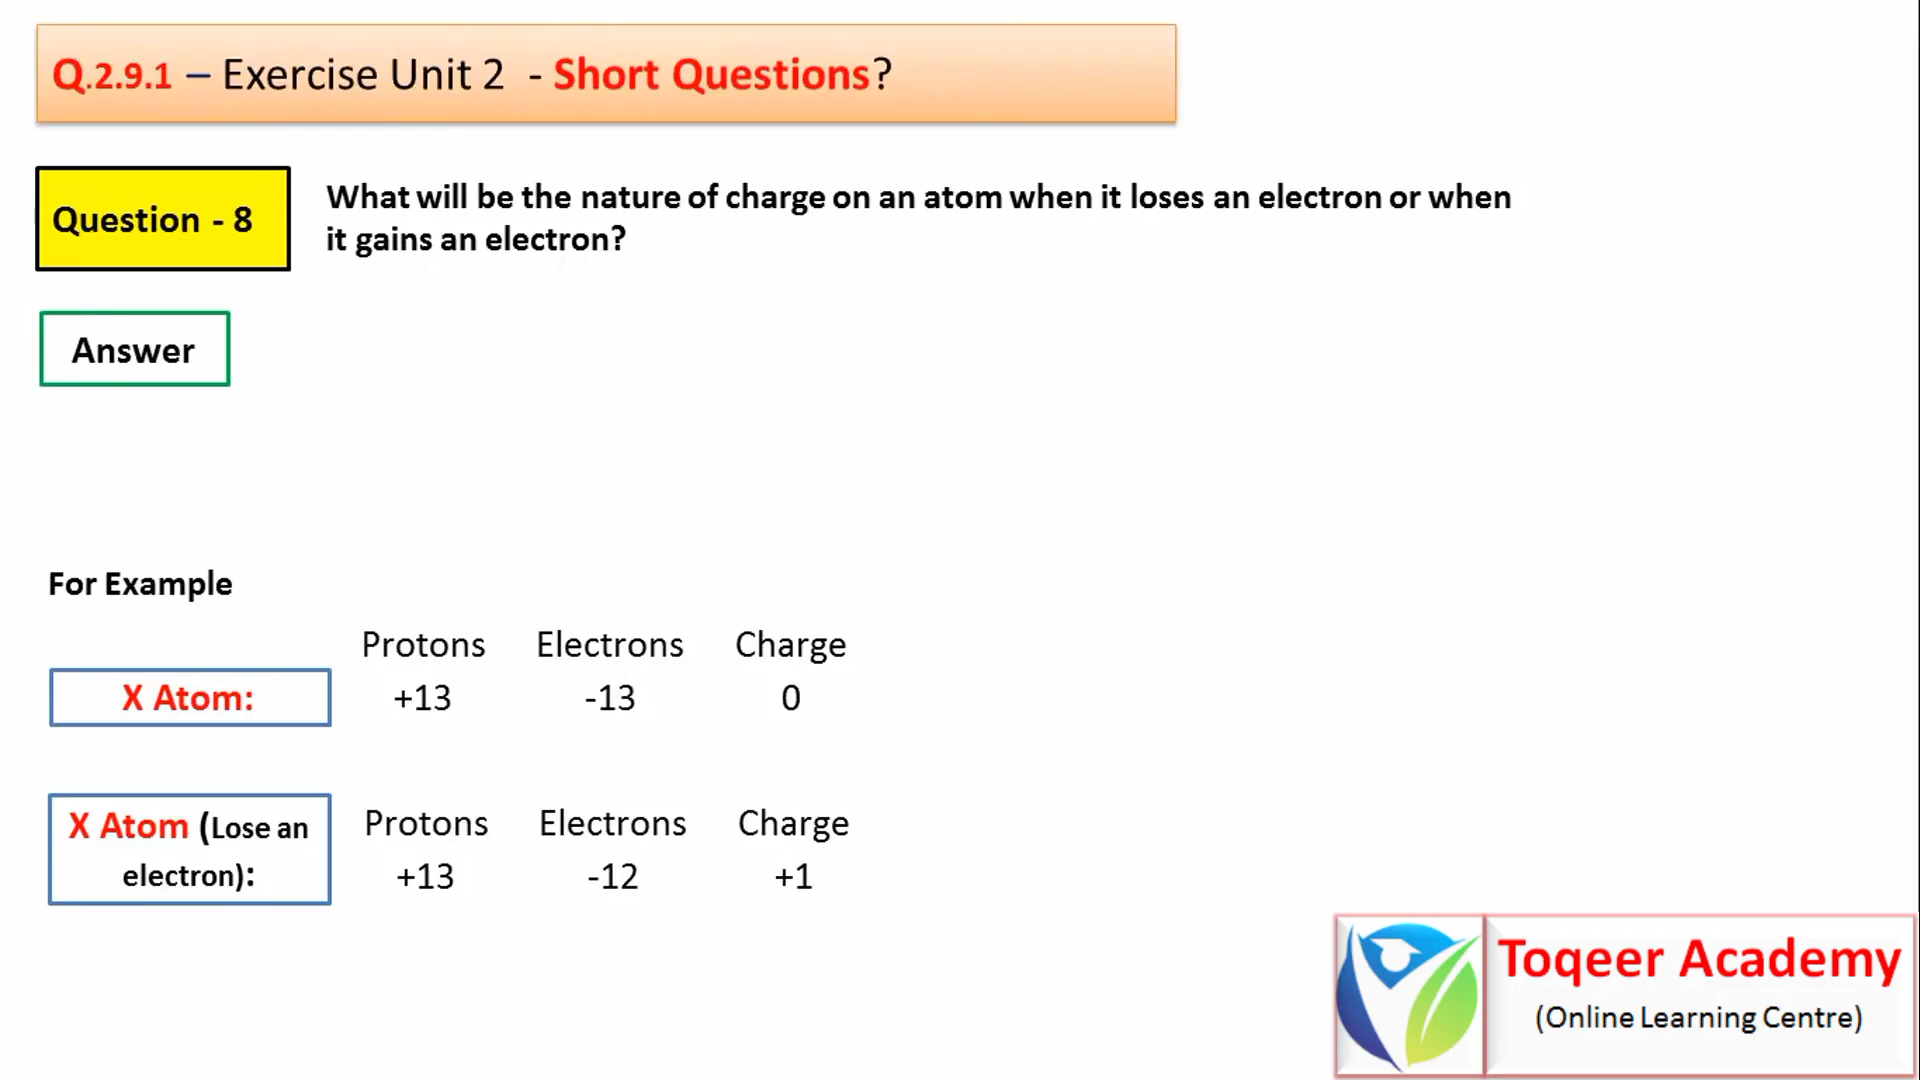 Q.2.9.1 – Exercise Unit 2 - Short Questions?
Question - 8
What will be the nature of charge on an atom when it loses an electron or when
it gains an electron?
Answer
For Example
Protons Electrons Charge
X Atom: +13 -13 0
X Atom (Lose an
electron):
Protons Electrons Charge
+13 -12 +1
Toqeer Academy
(Online Learning Centre)